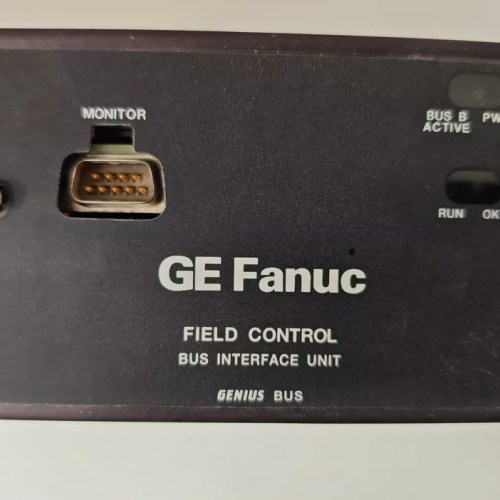 MONITOR
BUS B PW
ACTIVE
RUN OK
GE Fanuc
FIELD CONTROL
BUS INTERFACE UNIT
GENIUS BUS